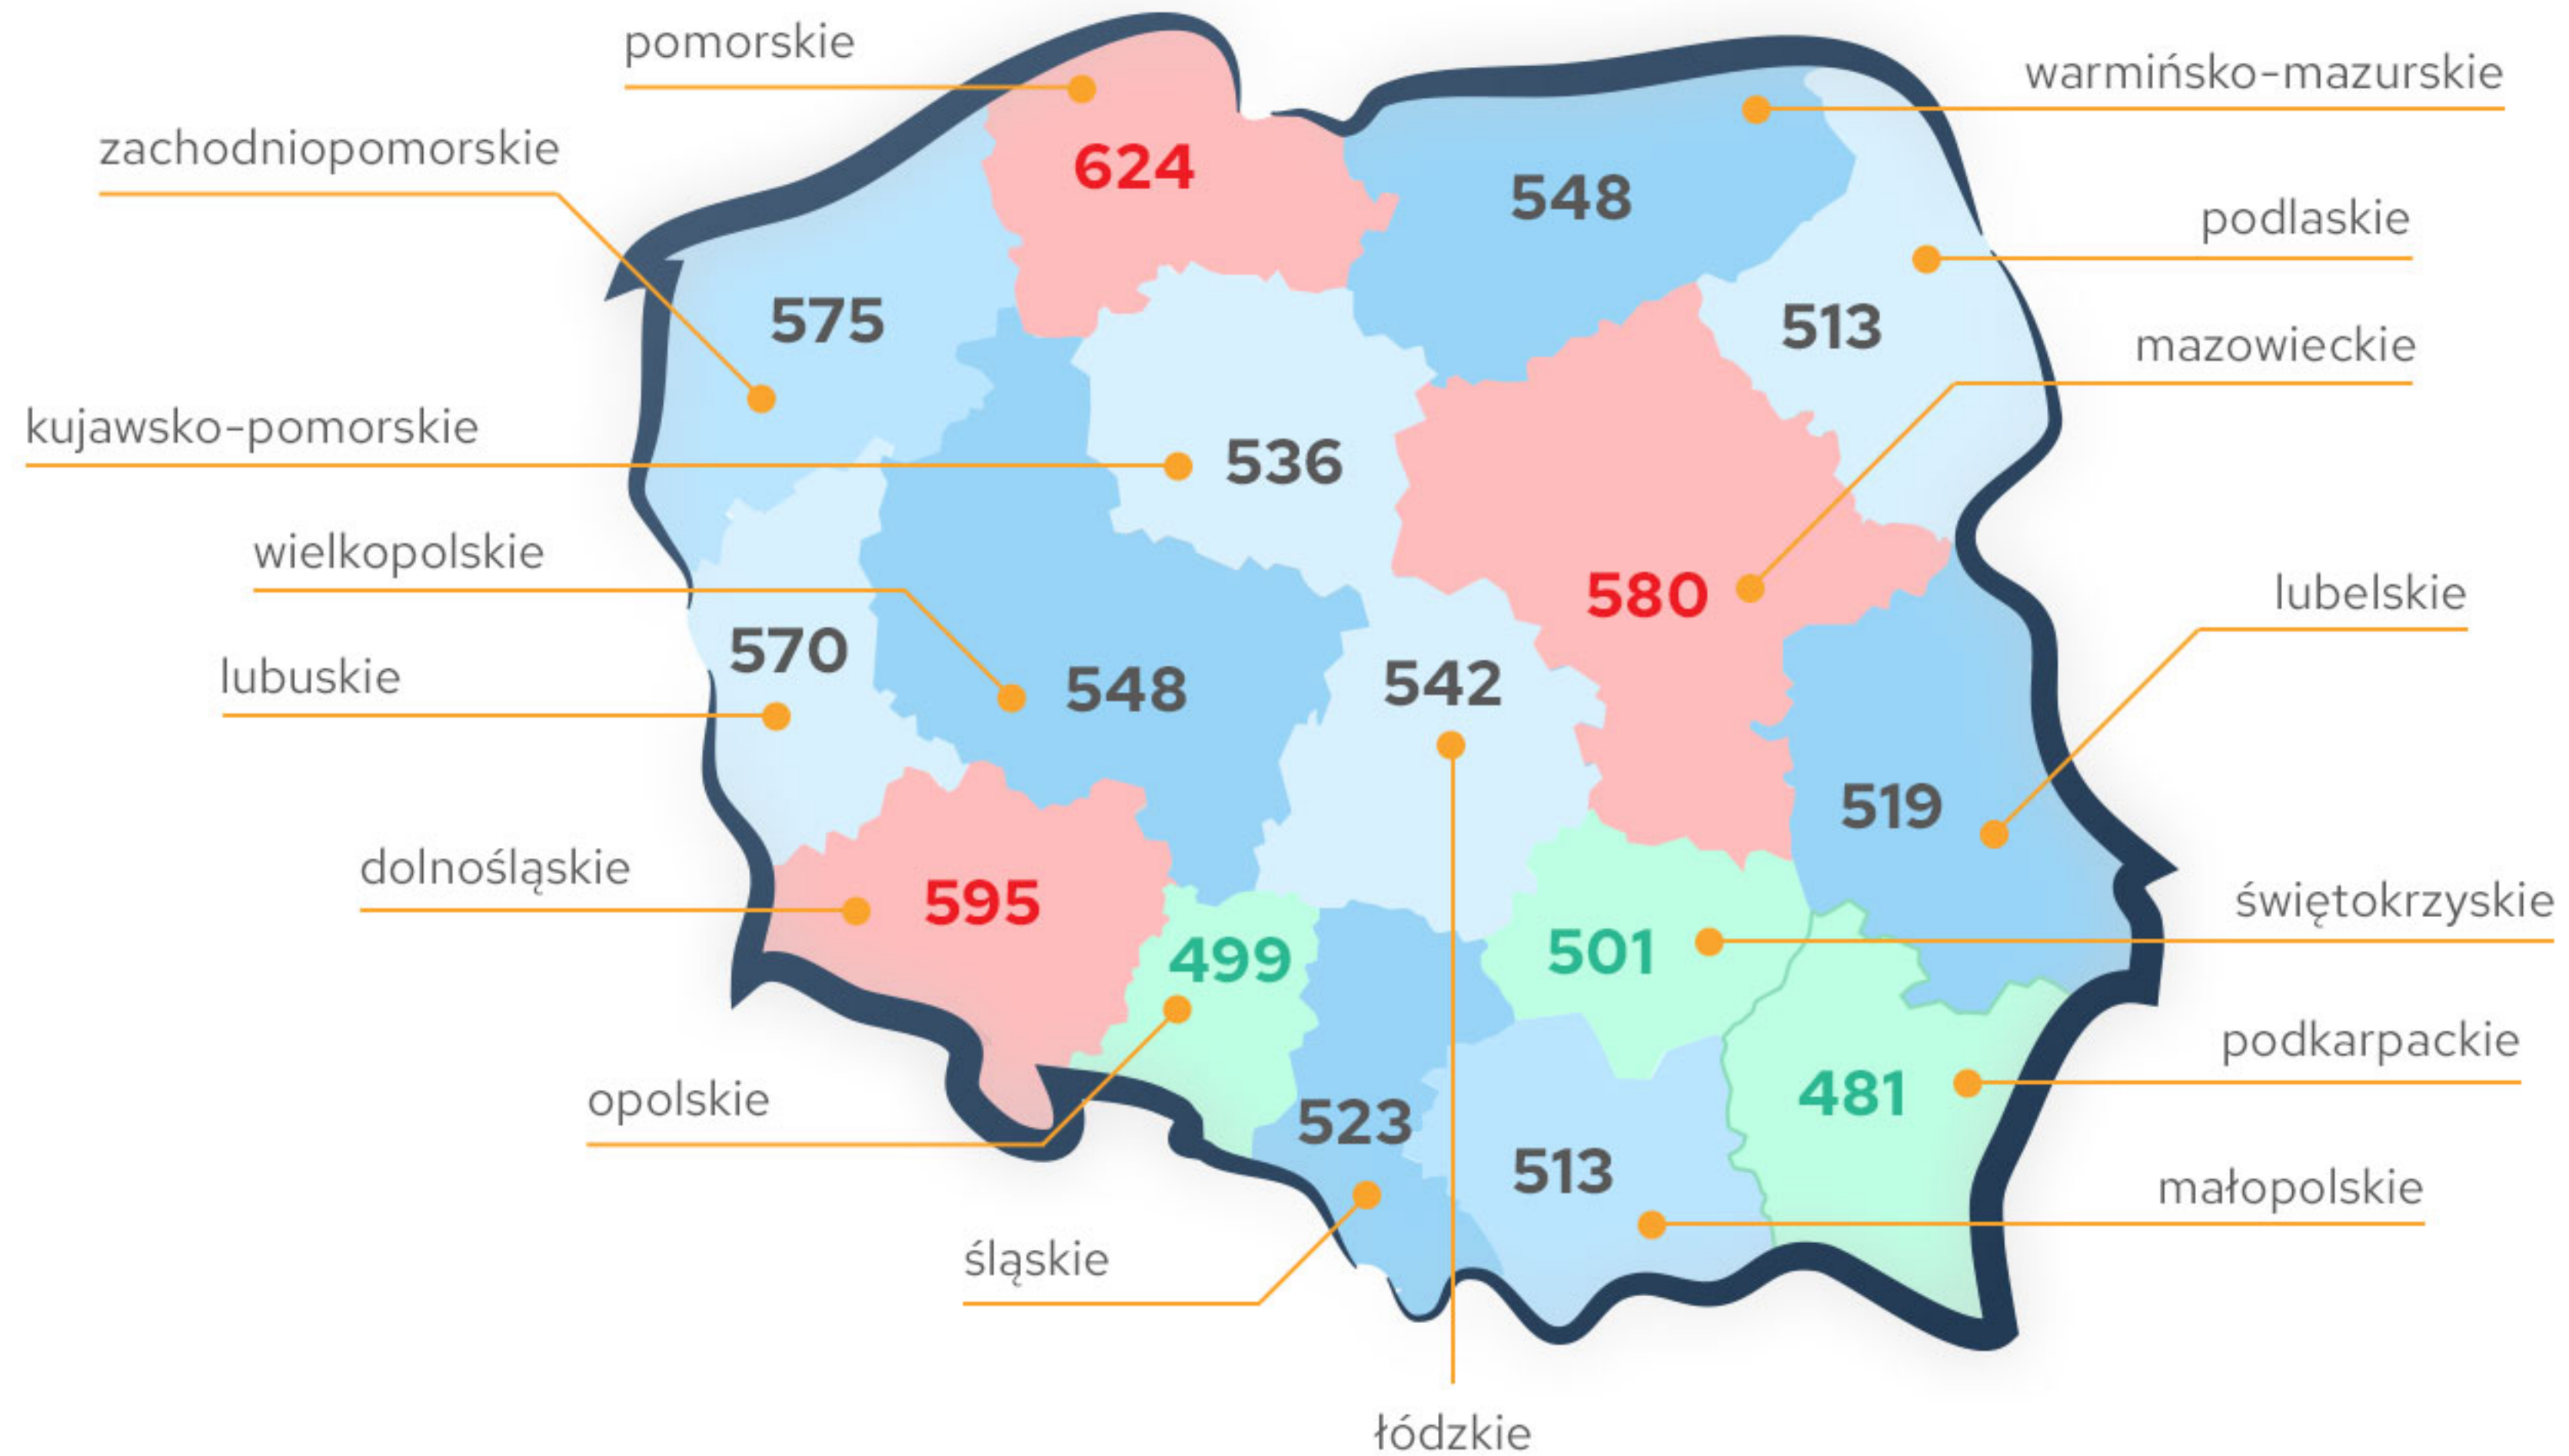 pomorskie
warmińsko-mazurskie
zachodniopomorskie
624
548
podlaskie
575
513
mazowieckie
kujawsko-pomorskie
536
wielkopolskie
580
lubelskie
570
lubuskie
548
542
519
dolnośląskie
595
świętokrzyskie
499
501
podkarpackie
481
opolskie
523
513
małopolskie
śląskie
łódzkie